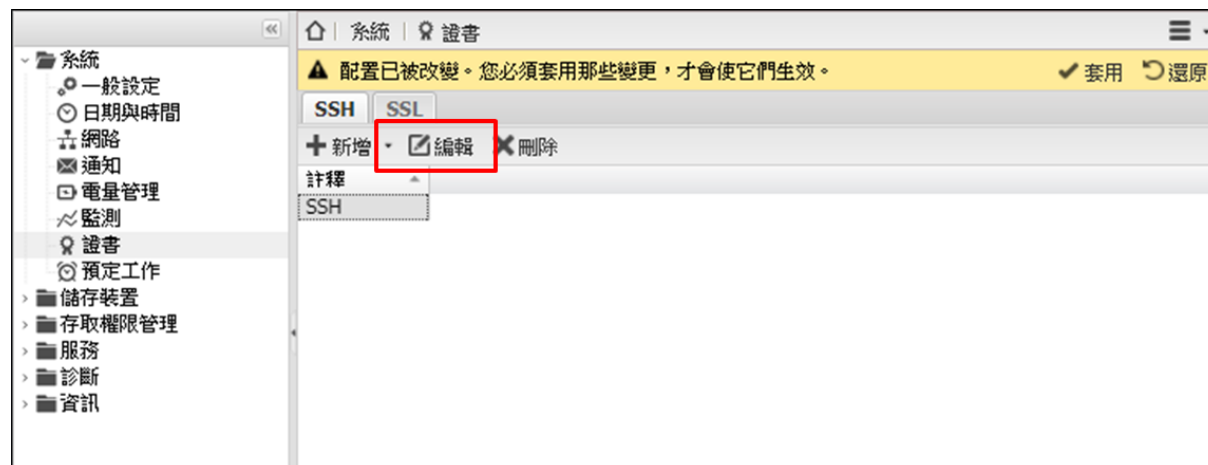 系統
一般設定
日期與時間
網路
通知
電量管理
監測
證書
預定工作
儲存裝置
存取權限管理
服務
診斷
資訊
系統 證書
配置已被改變。您必須套用那些變更，才會使它們生效。 套用 還原
SSH SSL
新增 編輯 刪除
註釋
SSH